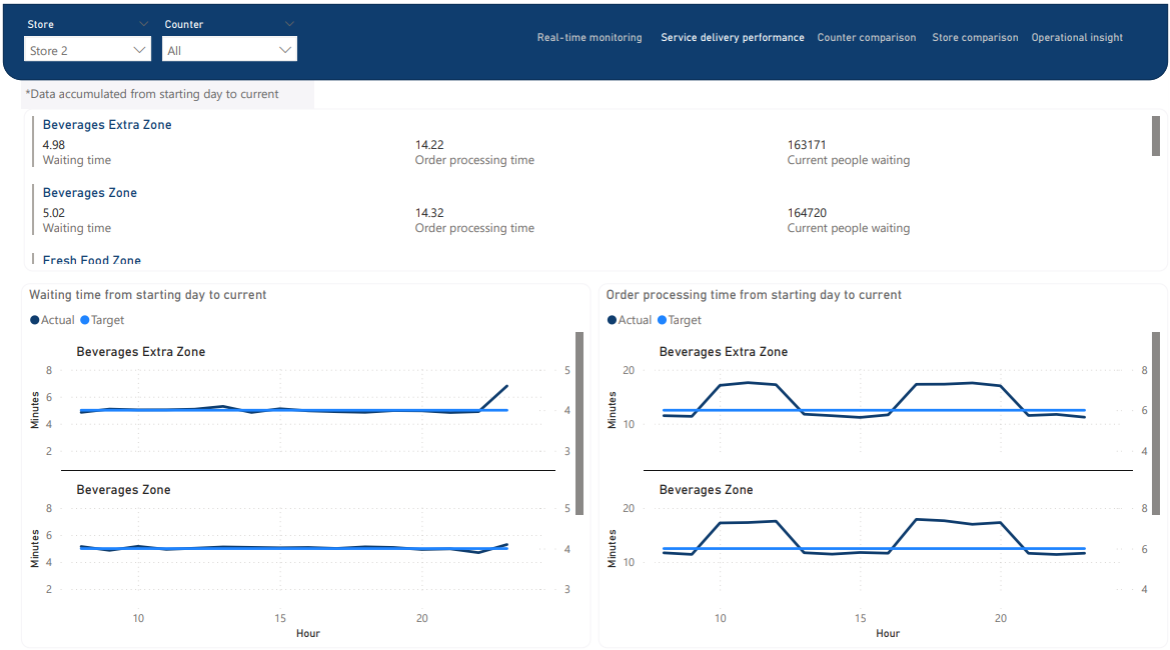 Store
Counter
Store 2
All
Real-time monitoring
Service delivery performance
Counter comparison
Store comparison
Operational insight
*Data accumulated from starting day to current
Beverages Extra Zone
4.98
14.22
163171
Waiting time
Order processing time
Current people waiting
Beverages Zone
5.02
14.32
164720
Waiting time
Order processing time
Current people waiting
Fresh Food Zone
Waiting time from starting day to current
Actual
Target
Beverages Extra Zone
8
6
4
2
Minutes
5
4
3
Beverages Zone
8
6
4
2
Minutes
5
4
3
10
15
20
Hour
Order processing time from starting day to current
Actual
Target
Beverages Extra Zone
20
10
Minutes
8
6
4
Beverages Zone
20
10
Minutes
8
6
4
10
15
20
Hour